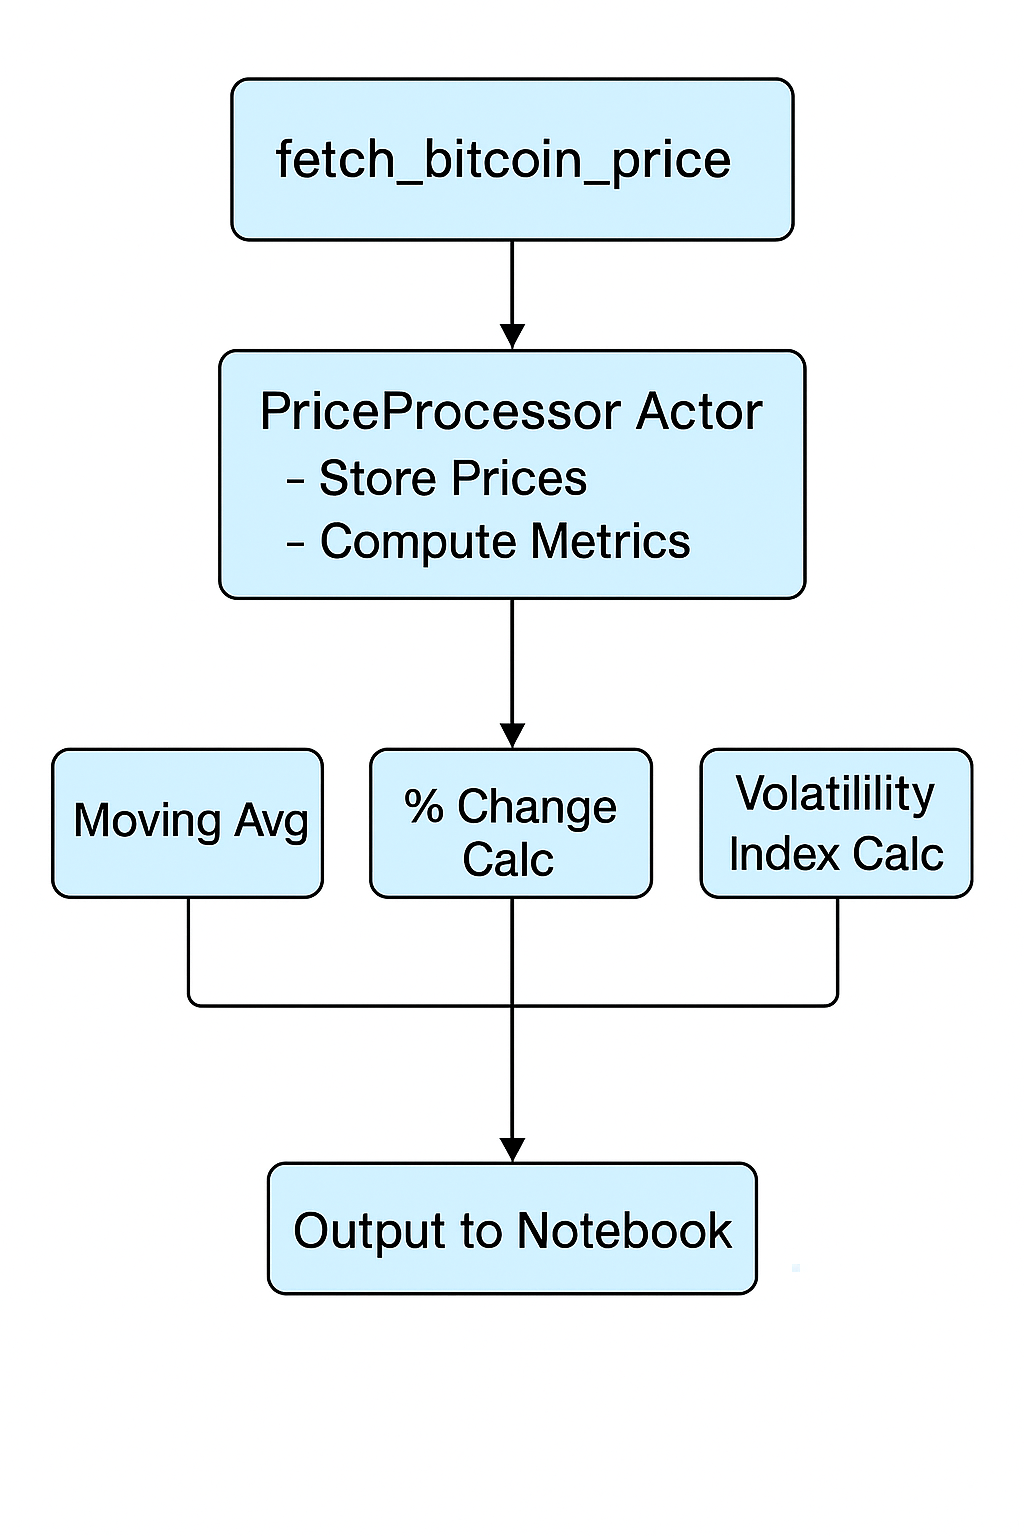 fetch_bitcoin_price
PriceProcessor Actor
- Store Prices
- Compute Metrics
Moving Avg
% Change
Calc
Volatilility
Index Calc
Output to Notebook